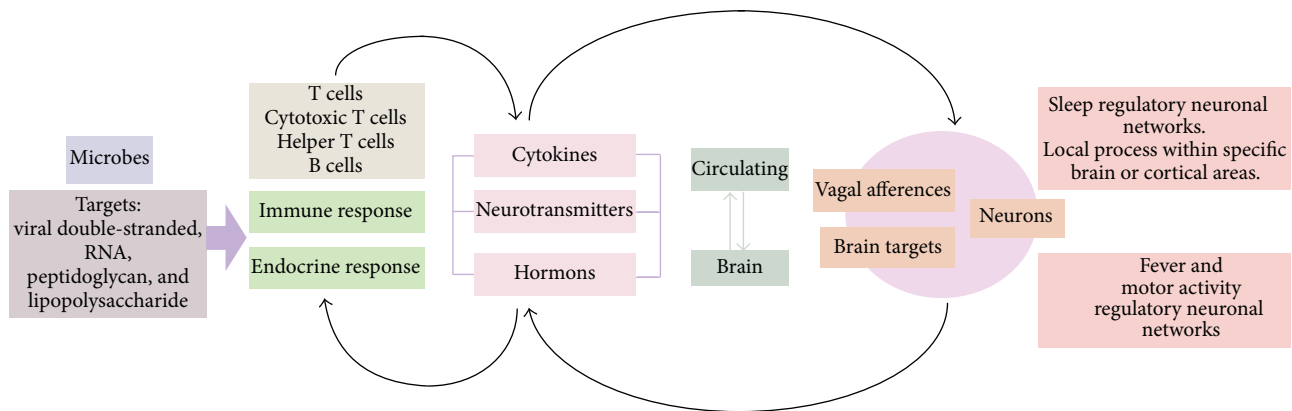 Microbes
Targets:
viral double-stranded,
RNA,
peptidoglycan, and
lipopolysaccharide
T cells
Cytotoxic T cells
Helper T cells
B cells
Immune response
Endocrine response
Cytokines
Neurotransmitters
Hormons
Circulating
Brain
Vagal afferences
Brain targets
Neurons
Sleep regulatory neuronal
networks.
Local process within specific
brain or cortical areas.
Fever and
motor activity
regulatory neuronal
networks